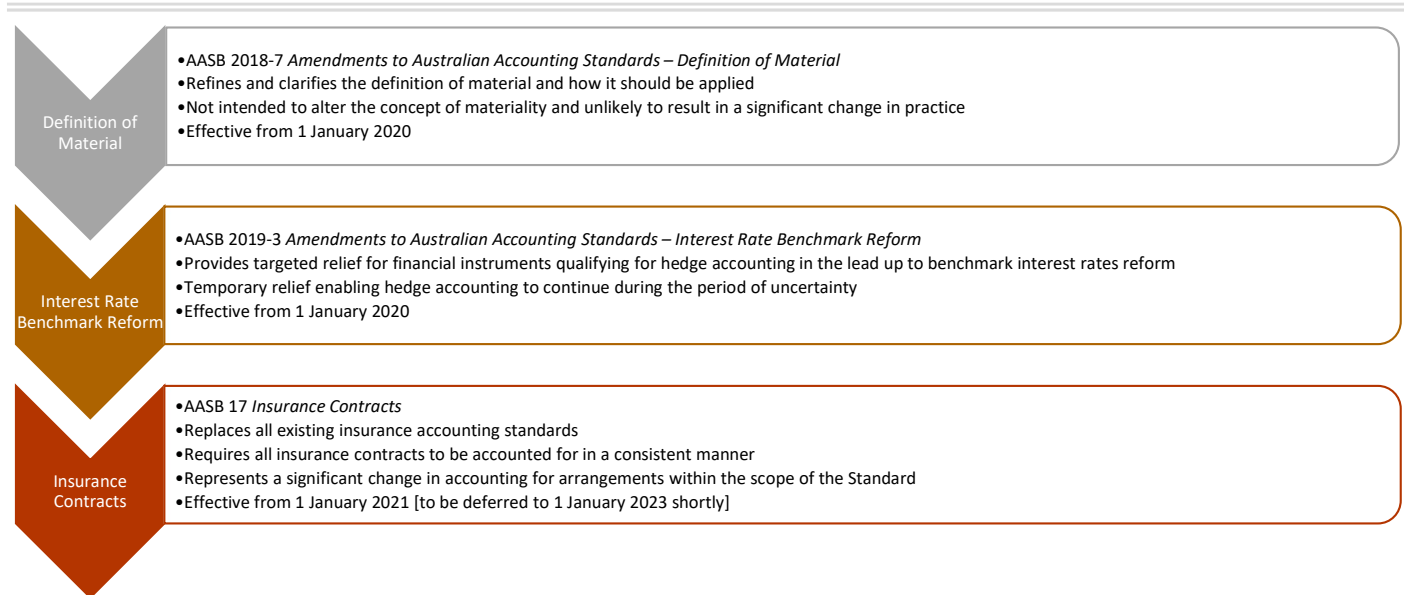 Definition of
Material
•AASB 2018-7 Amendments to Australian Accounting Standards – Definition of Material
•Refines and clarifies the definition of material and how it should be applied
•Not intended to alter the concept of materiality and unlikely to result in a significant change in practice
•Effective from 1 January 2020
Interest Rate
Benchmark Reform
•AASB 2019-3 Amendments to Australian Accounting Standards – Interest Rate Benchmark Reform
•Provides targeted relief for financial instruments qualifying for hedge accounting in the lead up to benchmark interest rates reform
•Temporary relief enabling hedge accounting to continue during the period of uncertainty
•Effective from 1 January 2020
Insurance
Contracts
•AASB 17 Insurance Contracts
•Replaces all existing insurance accounting standards
•Requires all insurance contracts to be accounted for in a consistent manner
•Represents a significant change in accounting for arrangements within the scope of the Standard
•Effective from 1 January 2021 [to be deferred to 1 January 2023 shortly]